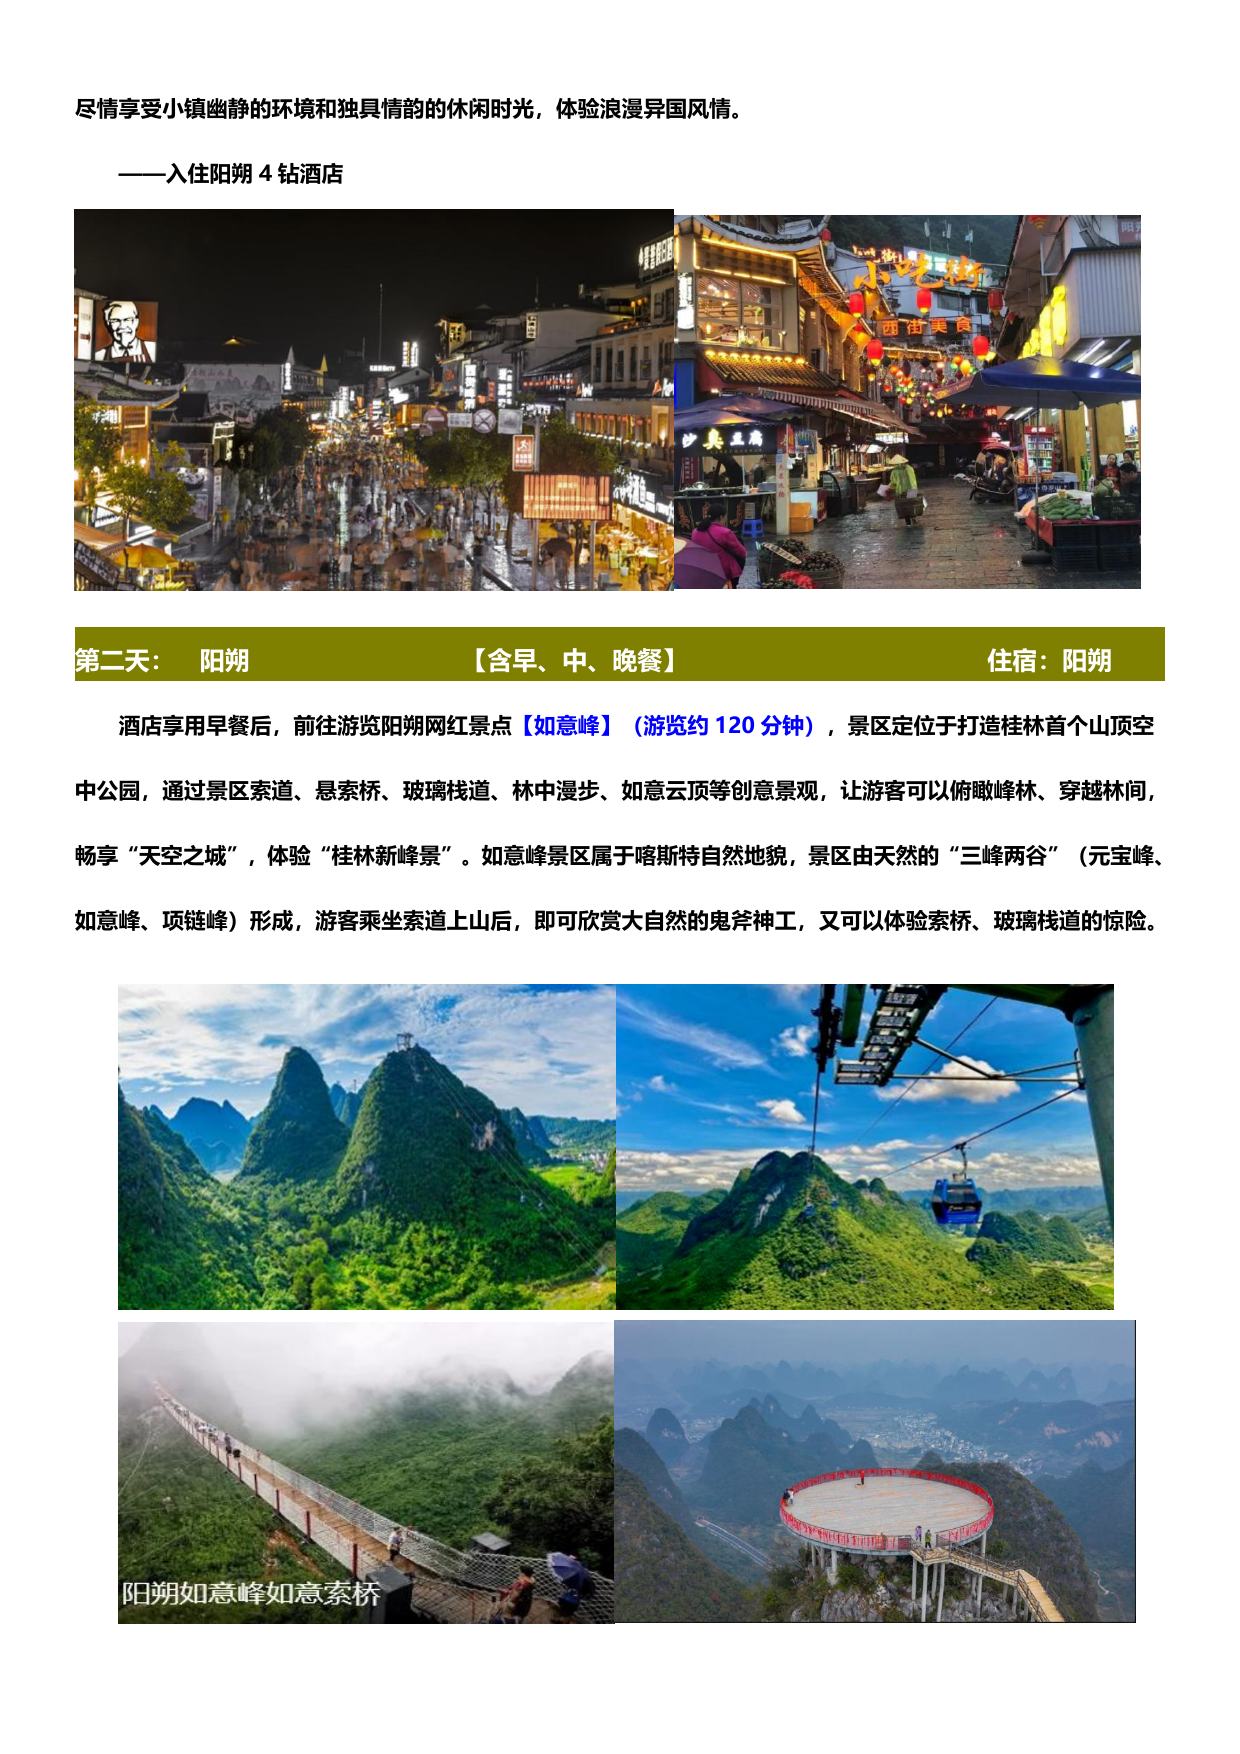 尽情享受小镇幽静的环境和独具情韵的休闲时光，体验浪漫异国风情。
——入住阳朔 4 钻酒店
小吃街
西街美食
臭豆腐
第二天： 阳朔 【含早、中、晚餐】 住宿：阳朔
酒店享用早餐后，前往游览阳朔网红景点【如意峰】（游览约 120 分钟），景区定位于打造桂林首个山顶空
中公园，通过景区索道、悬索桥、玻璃栈道、林中漫步、如意云顶等创意景观，让游客可以俯瞰峰林、穿越林间，
畅享“天空之城”，体验“桂林新峰景”。如意峰景区属于喀斯特自然地貌，景区由天然的“三峰两谷”（元宝峰、
如意峰、项链峰）形成，游客乘坐索道上山后，即可欣赏大自然的鬼斧神工，又可以体验索桥、玻璃栈道的惊险。
阳朔如意峰如意索桥